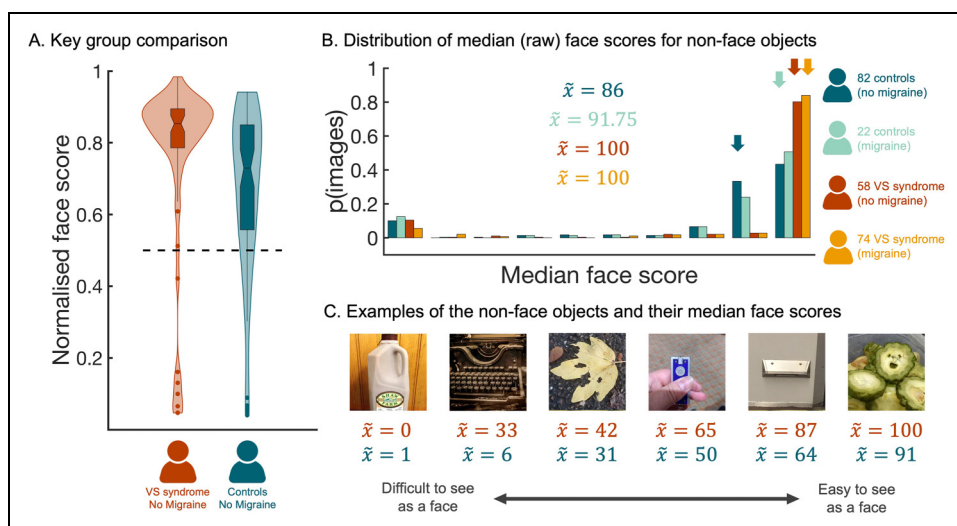 A. Key group comparison
Normalised face score
1
0.8
0.6
0.4
0.2
VS syndrome
No Migraine
Controls
No Migraine
B. Distribution of median (raw) face scores for non-face objects
p(images)
1
0.8
0.6
0.4
0.2
0
x̃ = 86
x̃ = 91.75
x̃ = 100
x̃ = 100
Median face score
82 controls
(no migraine)
22 controls
(migraine)
58 VS syndrome
(no migraine)
74 VS syndrome
(migraine)
C. Examples of the non-face objects and their median face scores
x̃ = 0 x̃ = 33 x̃ = 42 x̃ = 65 x̃ = 87 x̃ = 100
x̃ = 1 x̃ = 6 x̃ = 31 x̃ = 50 x̃ = 64 x̃ = 91
Difficult to see
as a face
Easy to see
as a face